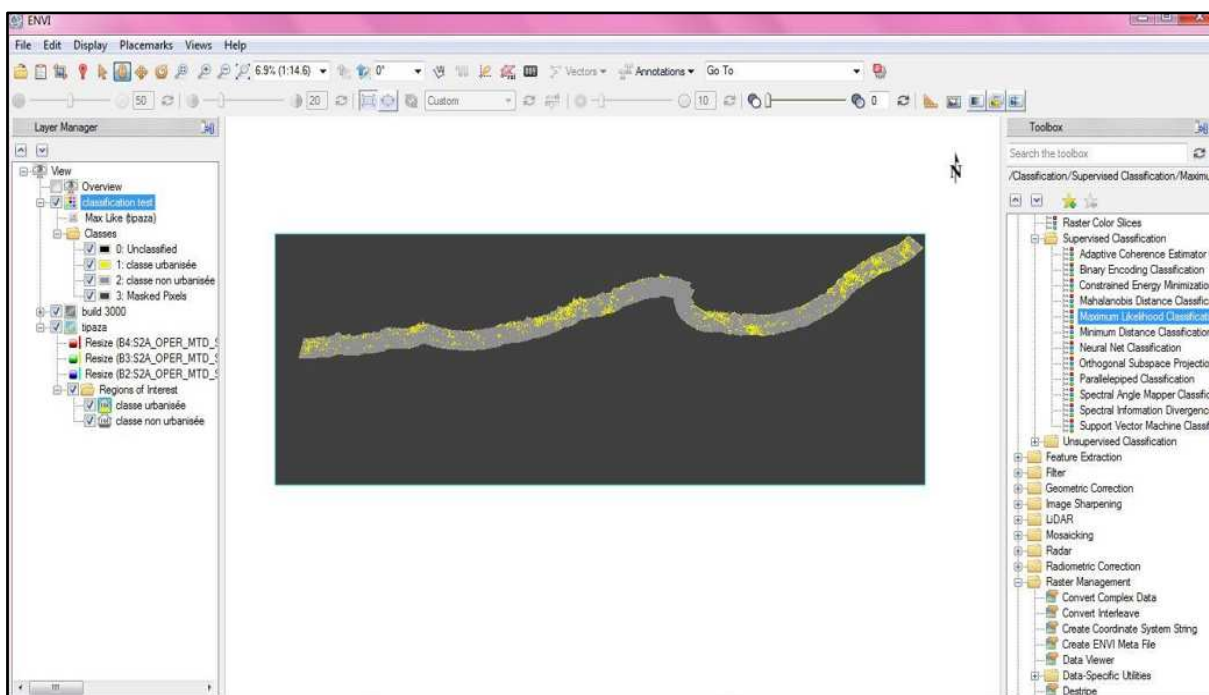 ENVI
File Edit Display Placemarks Views Help
6.9% (1:14.6) 0° Vectors Annotations Go To
50 20 Custom 10 0
Layer Manager
View
Overview
classification test
Max Like (tipaza)
Classes
0: Unclassified
1: classe urbanisée
2: classe non urbanisée
3: Masked Pixels
build 3000
tipaza
Resize (B4:S2A_OPER_MTD_S
Resize (B3:S2A_OPER_MTD_S
Resize (B2:S2A_OPER_MTD_S
Regions of Interest
classe urbanisée
classe non urbanisée
N
Toolbox
Search the toolbox
/Classification/Supervised Classification/Maximu
Raster Color Slices
Supervised Classification
Adaptive Coherence Estimator
Binary Encoding Classification
Constrained Energy Minimizatio
Mahalanobis Distance Classific
Maximum Likelihood Classificati
Minimum Distance Classification
Neural Net Classification
Orthogonal Subspace Projectio
Parallelepiped Classification
Spectral Angle Mapper Classific
Spectral Information Divergenc
Support Vector Machine Classif
Unsupervised Classification
Feature Extraction
Filter
Geometric Correction
Image Sharpening
LiDAR
Mosaicking
Radar
Radiometric Correction
Raster Management
Convert Complex Data
Convert Interleave
Create Coordinate System String
Create ENVI Meta File
Data Viewer
Data-Specific Utilities
Destripe